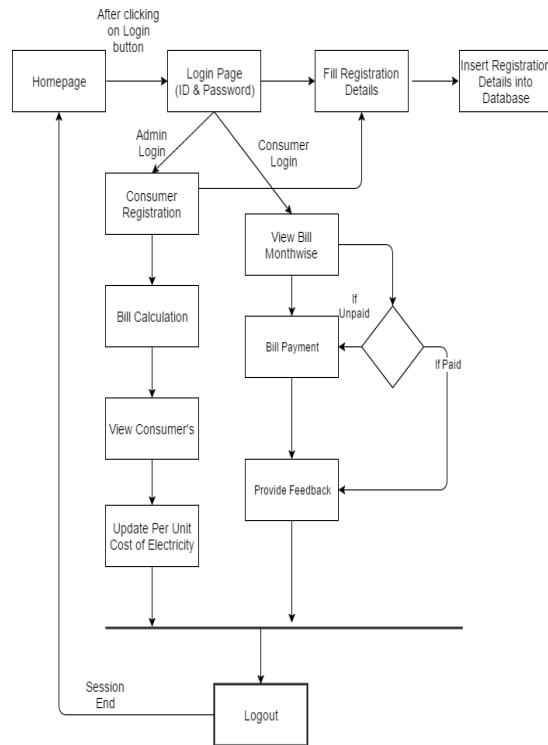 After clicking
on Login
button
Homepage
Login Page
(ID & Password)
Fill Registration
Details
Insert Registration
Details into
Database
Admin
Login
Consumer
Login
Consumer
Registration
View Bill
Monthwise
If
Unpaid
Bill Calculation
Bill Payment
If Paid
View Consumer's
Provide Feedback
Update Per Unit
Cost of Electricity
Session
End
Logout